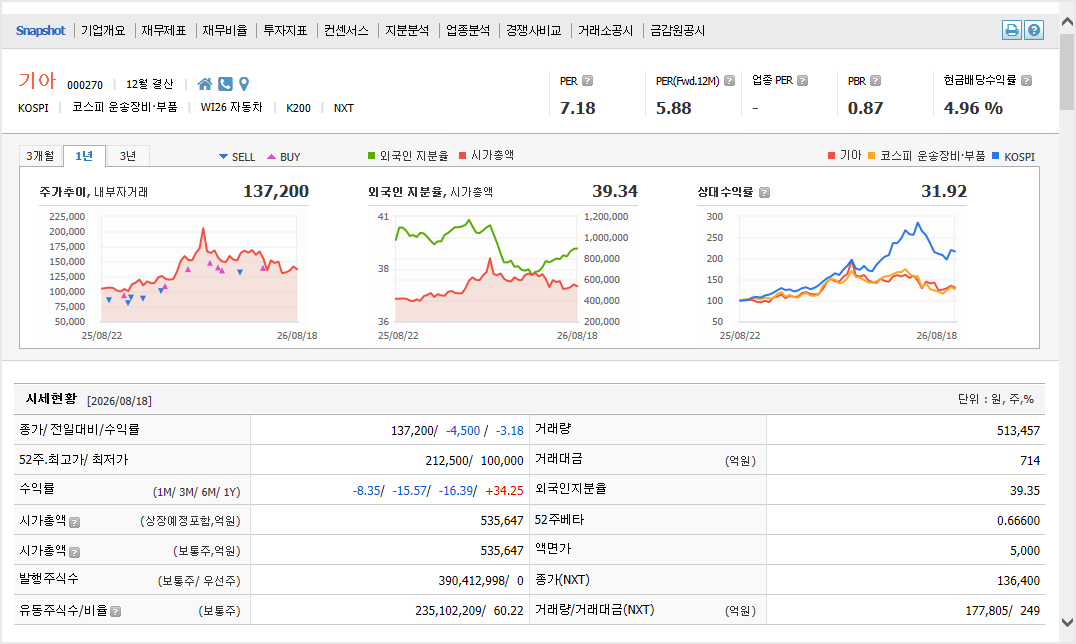 Snapshot 기업개요 재무제표 재무비율 투자지표 컨센서스 지분분석 업종분석 경쟁사비교 거래소공시 금감원공시
기아 000270 12월 결산
KOSPI 코스피 운송장비·부품 WI26 자동차 K200 NXT
PER ? PER(Fwd.12M) ? 업종 PER ? PBR ? 현금배당수익률 ?
7.18 5.88 - 0.87 4.96 %
3개월 1년 3년
SELL BUY
외국인 지분율 시가총액
기아 코스피 운송장비·부품 KOSPI
주가추이, 내부자거래 137,200
225,000
200,000
175,000
150,000
125,000
100,000
75,000
50,000
25/08/22 26/08/18
외국인 지분율, 시가총액 39.34
41 1,200,000
1,000,000
800,000
38 600,000
400,000
36 200,000
25/08/22 26/08/18
상대수익률 ? 31.92
300
250
200
150
100
50
25/08/22 26/08/18
시세현황 [2026/08/18] 단위 : 원, 주,%
종가/ 전일대비/수익률 137,200/ -4,500 / -3.18 거래량 513,457
52주.최고가/ 최저가 212,500/ 100,000 거래대금 (억원) 714
수익률 (1M/ 3M/ 6M/ 1Y) -8.35/ -15.57/ -16.39/ +34.25 외국인지분율 39.35
시가총액 ? (상장예정포함,억원) 535,647 52주베타 0.66600
시가총액 ? (보통주,억원) 535,647 액면가 5,000
발행주식수 (보통주/ 우선주) 390,412,998/ 0 종가(NXT) 136,400
유동주식수/비율 ? (보통주) 235,102,209/ 60.22 거래량/거래대금(NXT) (억원) 177,805/ 249